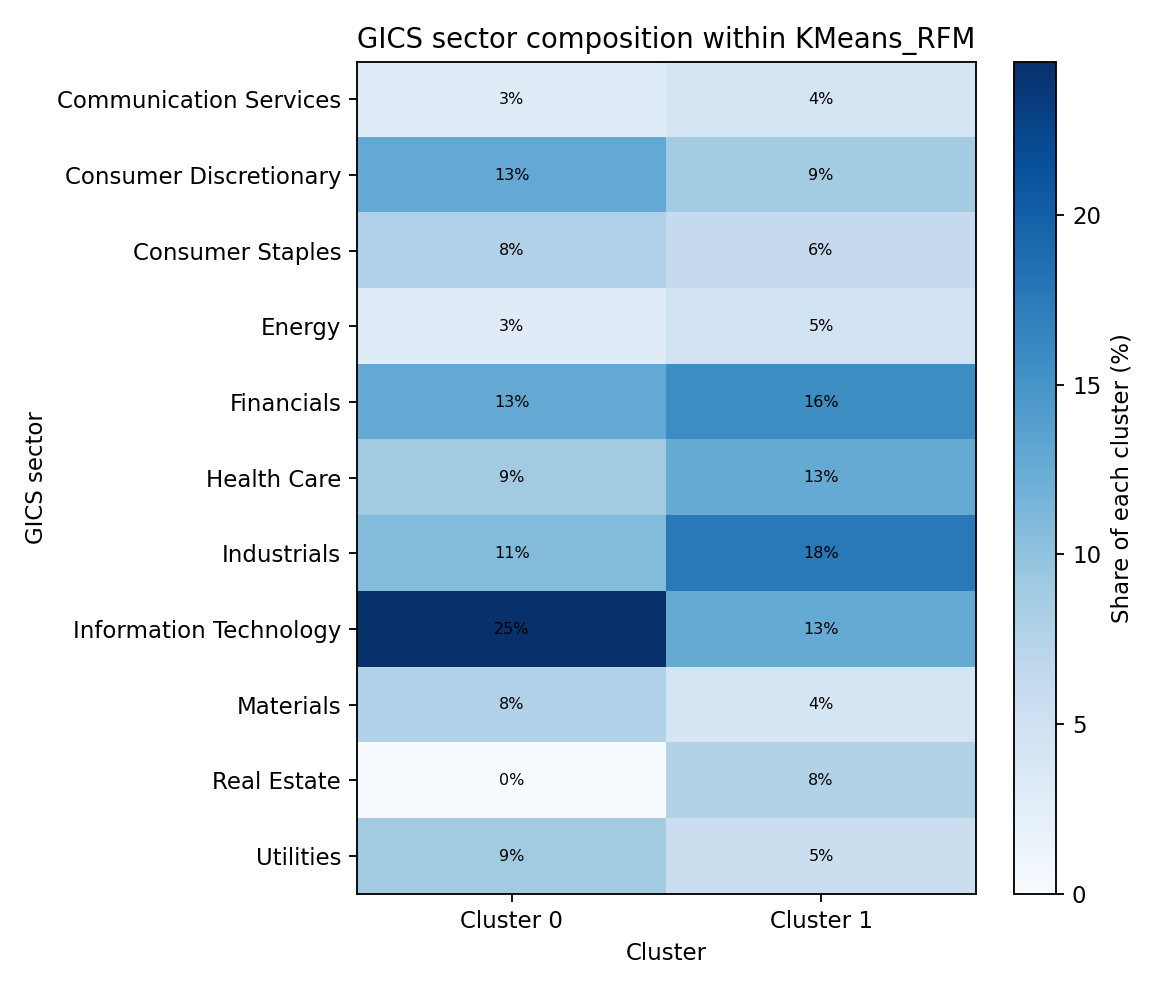 GICS sector composition within KMeans_RFM
Communication Services 3% 4%
Consumer Discretionary 13% 9%
Consumer Staples 8% 6%
Energy 3% 5%
Financials 13% 16%
Health Care 9% 13%
Industrials 11% 18%
Information Technology 25% 13%
Materials 8% 4%
Real Estate 0% 8%
Utilities 9% 5%
Cluster 0 Cluster 1
Cluster
GICS sector
20
15
10
5
0
Share of each cluster (%)